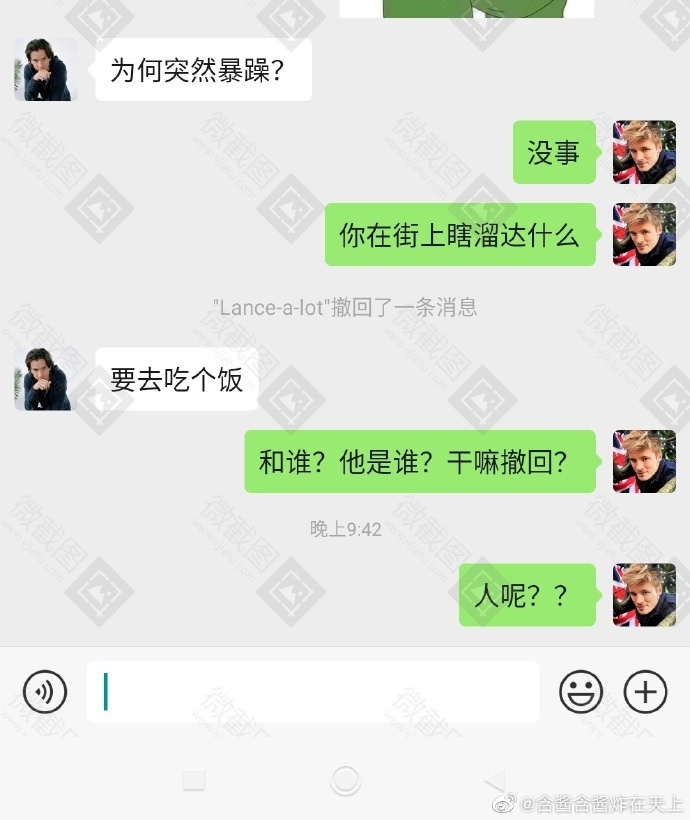 为何突然暴躁？
没事
你在街上瞎溜达什么
"Lance-a-lot"撤回了一条消息
要去吃个饭
和谁？他是谁？干嘛撤回？
晚上9:42
人呢？？
微截图
@含酱含酱炸在天上